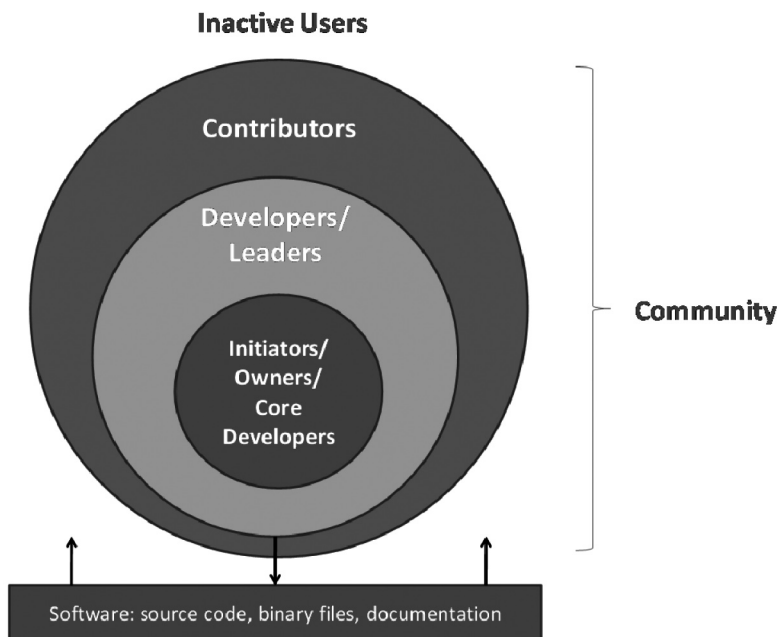 Inactive Users
Contributors
Developers/
Leaders
Initiators/
Owners/
Core
Developers
Community
Software: source code, binary files, documentation